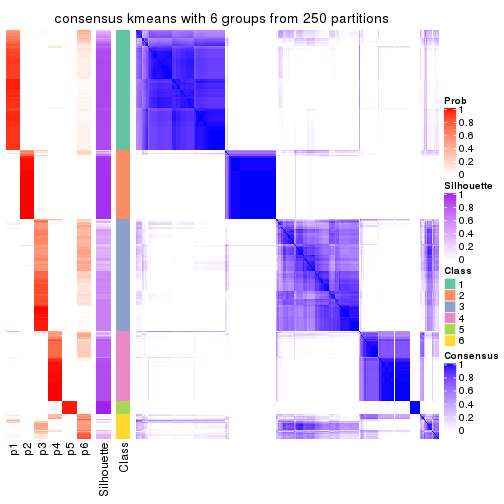 consensus kmeans with 6 groups from 250 partitions
Prob
1
0.8
0.6
0.4
0.2
0
Silhouette
1
0.8
0.6
0.4
0.2
0
Class
1
2
3
4
5
6
Consensus
1
0.8
0.6
0.4
0.2
0
p1
p2
p3
p4
p5
p6
Silhouette
Class